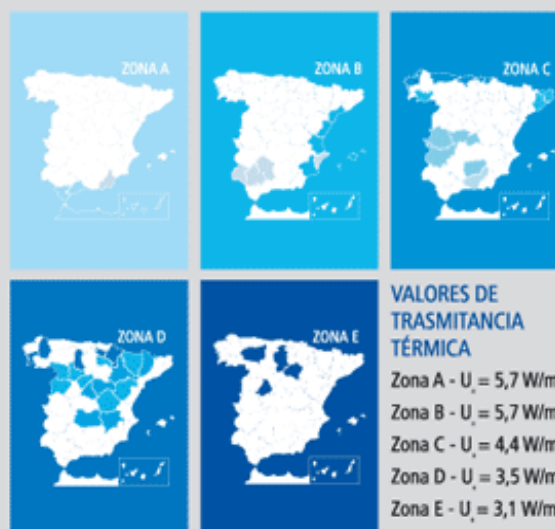 ZONA A
ZONA B
ZONA C
ZONA D
ZONA E
VALORES DE
TRASMITANCIA
TÉRMICA
Zona A - U = 5,7 W/m
Zona B - U = 5,7 W/m
Zona C - U = 4,4 W/m
Zona D - U = 3,5 W/m
Zona E - U = 3,1 W/m